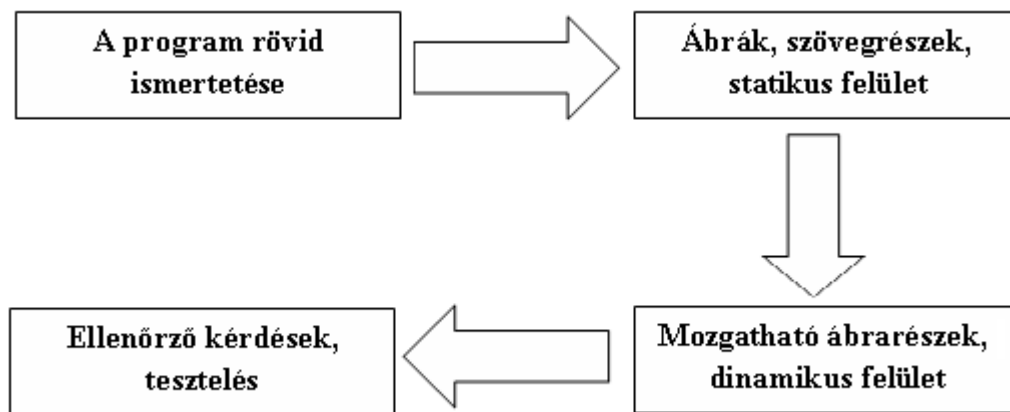 A program rövid
ismertetése
Ábrák, szövegrészek,
statikus felület
Mozgatható ábrarészek,
dinamikus felület
Ellenőrző kérdések,
tesztelés